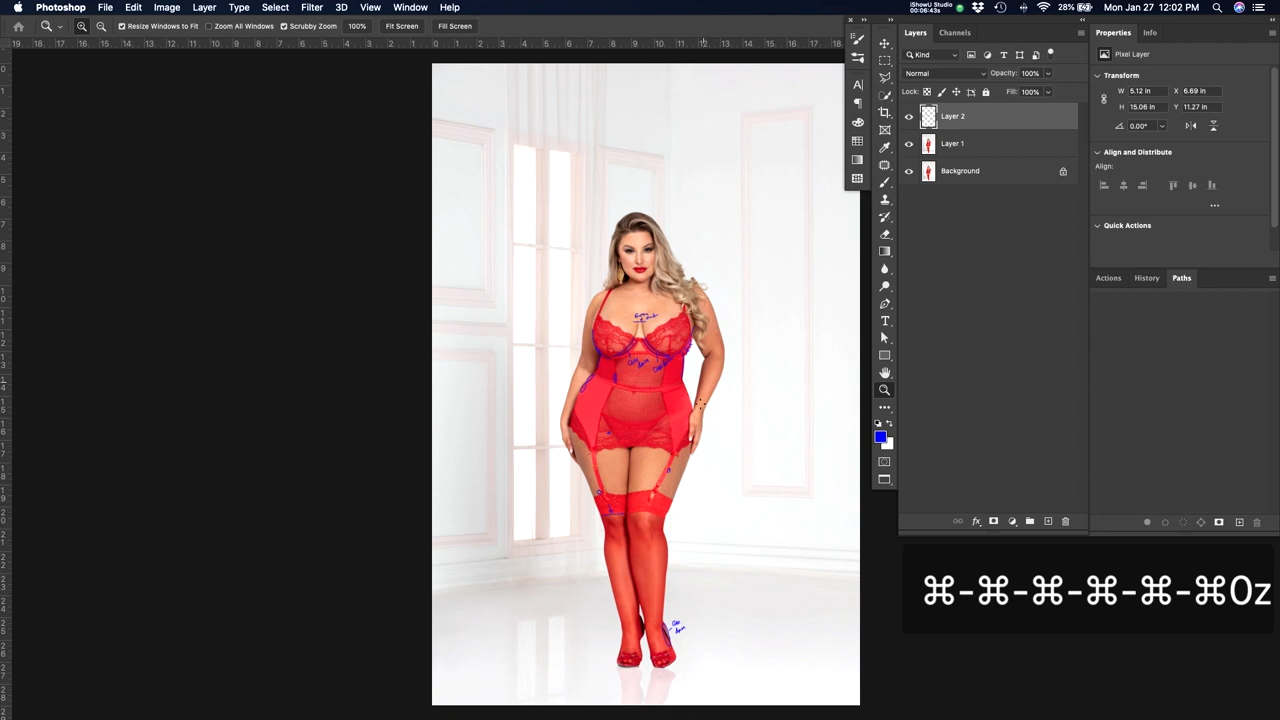 Photoshop File Edit Image Layer Type Select Filter 3D View Window Help
iShowU Studio
00:06:43s
28% Mon Jan 27 12:02 PM
Resize Windows to Fit Zoom All Windows Scrubby Zoom 100% Fit Screen Fill Screen
Layers Channels
Kind
Normal Opacity: 100%
Lock: Fill: 100%
Layer 2
Layer 1
Background
Properties Info
Pixel Layer
Transform
W 5.12 in X 6.69 in
H 15.06 in Y 11.27 in
0.00°
Align and Distribute
Align:
Quick Actions
Actions History Paths
⌘-⌘-⌘-⌘-⌘-⌘0z